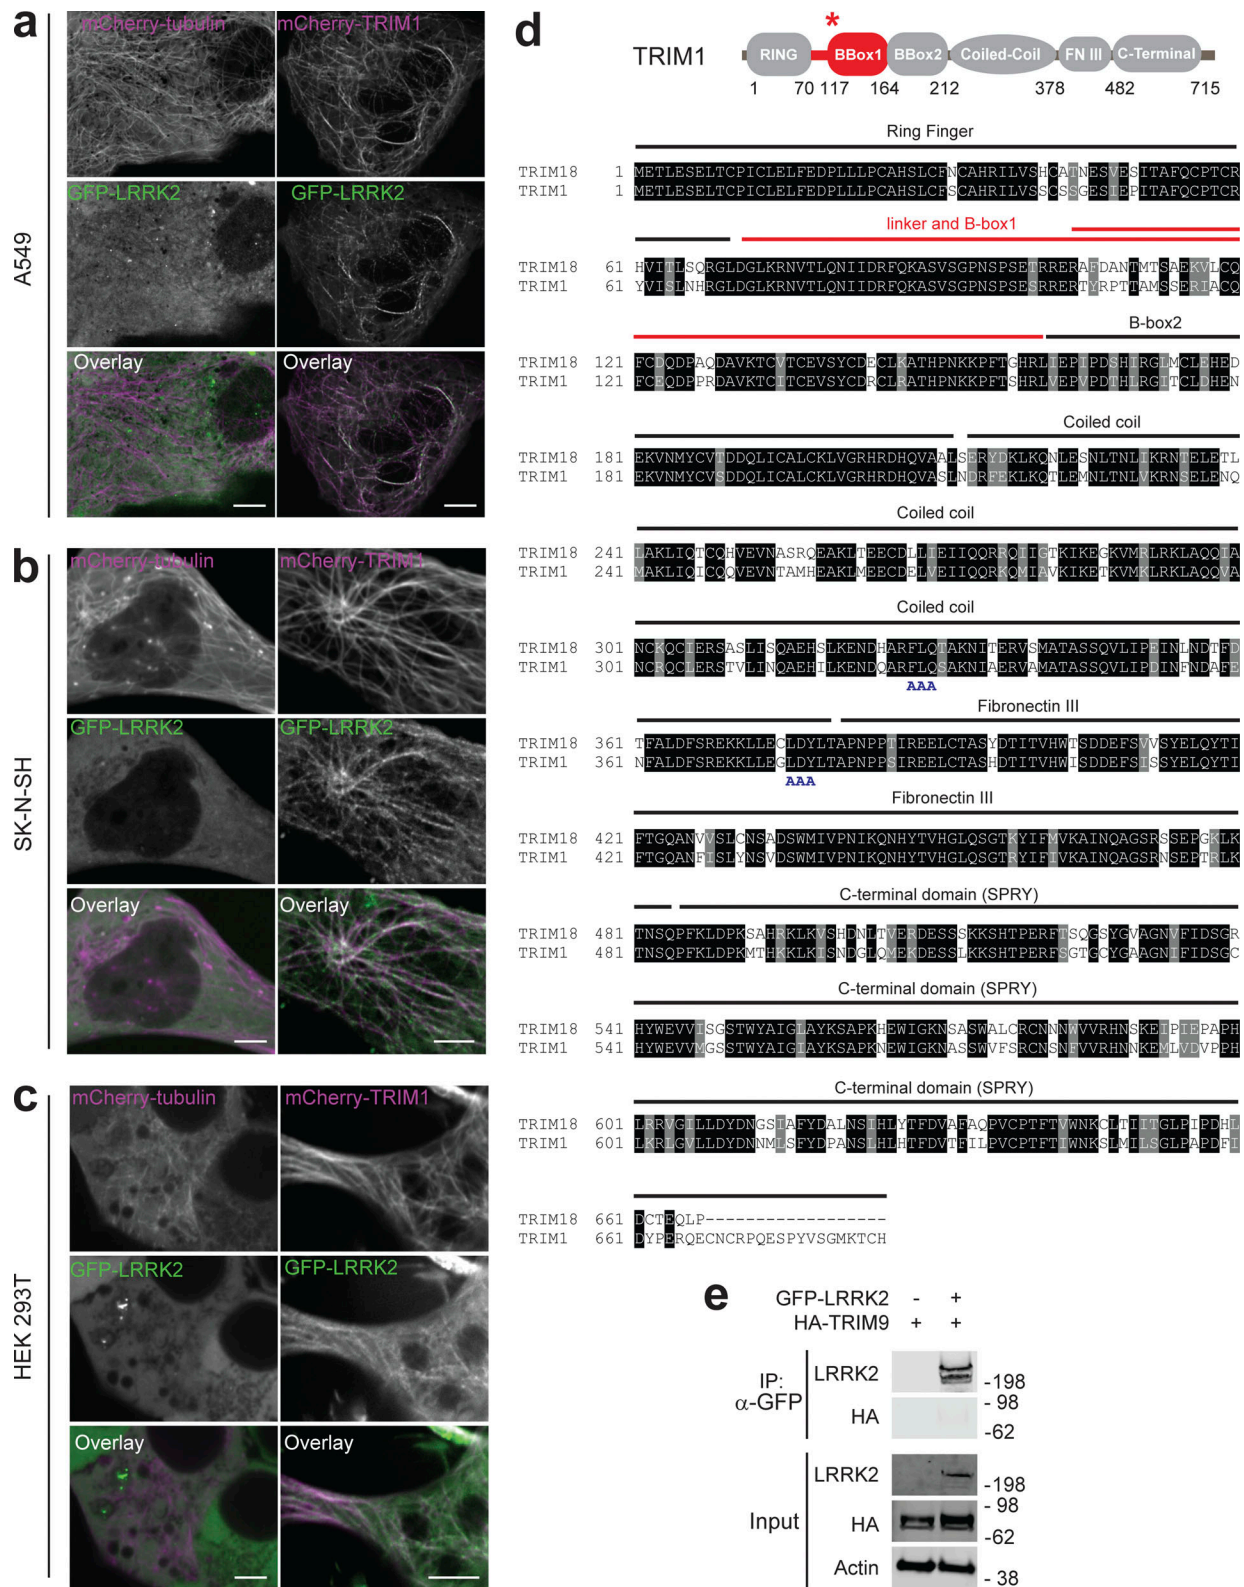 a
A549
mCherry-tubulin
mCherry-TRIM1
GFP-LRRK2
GFP-LRRK2
Overlay
Overlay
b
SK-N-SH
mCherry-tubulin
mCherry-TRIM1
GFP-LRRK2
GFP-LRRK2
Overlay
Overlay
c
HEK 293T
mCherry-tubulin
mCherry-TRIM1
GFP-LRRK2
GFP-LRRK2
Overlay
Overlay
d
*
TRIM1 RING BBox1 BBox2 Coiled-Coil FN III C-Terminal
1 70 117 164 212 378 482 715
Ring Finger
TRIM18 1 METLESELTCPICLELFEDPLLLPCAHSLCFNCAHRILVSHCATNESVESITAFQCPTCR
TRIM1 1 METLESELTCPICLELFEDPLLLPCAHSLCFSCAHRILVSSCSSGESIEPITAFQCPTCR
linker and B-box1
TRIM18 61 HVITLSQRGLDGLKRNVTLQNIIDRFQKASVSGPNSPSETRRERAFDANTMTSAEKVLCQ
TRIM1 61 YVISLNHRGLDGLKRNVTLQNIIDRFQKASVSGPNSPSESRRERTYRPTTAMSSERIACQ
B-box2
TRIM18 121 FCDQDPAQDAVKTCVTCEVSYCDECLKATHPNKKPFTGHRLIEPIPDSHIRGLMCLEHED
TRIM1 121 FCEQDPPRDAVKTCITCEVSYCDRCLRATHPNKKPFTSHRLVEPVPDTHLRGITCLDHEN
Coiled coil
TRIM18 181 EKVNMYCVTDDQLICALCKLVGRHRDHQVAALSERYDKLKQNLESNLTNLIKRNTELETL
TRIM1 181 EKVNMYCVSDDQLICALCKLVGRHRDHQVASLNDRFEKLKQTLEMNLTNLVKRNSELENQ
Coiled coil
TRIM18 241 LAKLIQTCQHVEVNASRQEAKLTEECDLLIEIIQQRRQIIGTKIKEGKVMRLRKLAQQIA
TRIM1 241 MAKLIQICQQVEVNTAMHEAKLMEECDELVEIIQQRKQMIAVKIKETKVMKLRKLAQQVA
Coiled coil
TRIM18 301 NCKQCIERSASLISQAEHSLKENDHARFLQTAKNITERVSMATASSQVLIPEINLNDTFD
TRIM1 301 NCRQCLERSTVLINQAEHILKENDQARFLQSAKNIAERVAMATASSQVLIPDINFNDAFE
AAA
Fibronectin III
TRIM18 361 TFALDFSREKKLLECLDYLTAPNPPTIREELCTASYDTITVHWTSDDEFSVVSYELQYTI
TRIM1 361 NFALDFSREKKLLEGLDYLTAPNPPSIREELCTASHDTITVHWISDDEFSISSYELQYTI
AAA
Fibronectin III
TRIM18 421 FTGQANVVSLCNSADSWMIVPNIKQNHYTVHGLQSGTKYIFMVKAINQAGSRSSEPGKLK
TRIM1 421 FTGQANFISLYNSVDSWMIVPNIKQNHYTVHGLQSGTRYIFIVKAINQAGSRNSEPTRLK
C-terminal domain (SPRY)
TRIM18 481 TNSQPFKLDPKSAHRKLKVSHDNLTVERDESSSKKSHTPERFTSQGSYGVAGNVFIDSGR
TRIM1 481 TNSQPFKLDPKMTHKKLKISNDGLQMEKDESSLKKSHTPERFSGTGCYGAAGNIFIDSGC
C-terminal domain (SPRY)
TRIM18 541 HYWEVVISGSTWYAIGLAYKSAPKHEWIGKNSASWALCRCNNNWVVRHNSKEIPIEPAPH
TRIM1 541 HYWEVVMGSSTWYAIGIAYKSAPKNEWIGKNASSWVFSRCNSNFVVRHNNKEMLVDVPPH
C-terminal domain (SPRY)
TRIM18 601 LRRVGILLDYDNGSIAFYDALNSIHLYTFDVAFAQPVCPTFTVWNKCLTIITGLPIPDHL
TRIM1 601 LKRLGVLLDYDNNMLSFYDPANSLHLHTFDVTFILPVCPTFTIWNKSLMILSGLPAPDFI
TRIM18 661 DCTEQLP------------------
TRIM1 661 DYPERQECNCRPQESPYVSGMKTCH
e
GFP-LRRK2 - +
HA-TRIM9 + +
IP: α-GFP
LRRK2 -198
HA - 98
-62
Input
LRRK2 -198
HA - 98
-62
Actin - 38